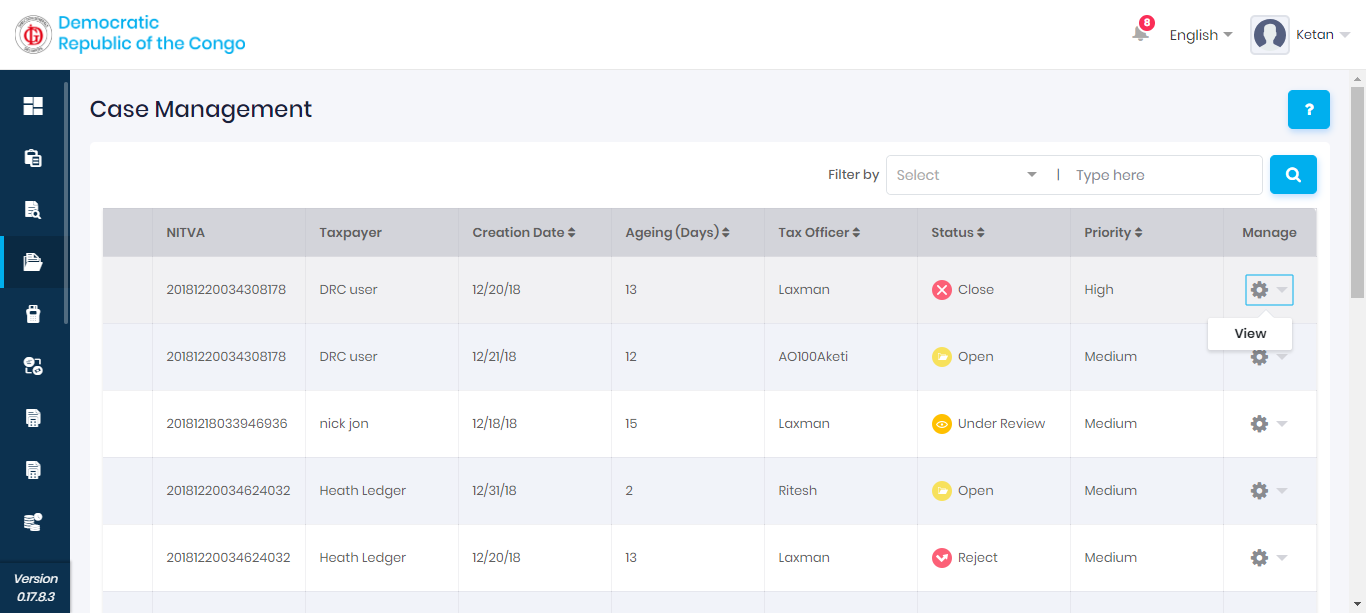 Democratic
Republic of the Congo
8
English
Ketan
Case Management
?
Filter by
Select
Type here
NITVA Taxpayer Creation Date Ageing (Days) Tax Officer Status Priority Manage
20181220034308178 DRC user 12/20/18 13 Laxman Close High
View
20181220034308178 DRC user 12/21/18 12 AO100Aketi Open Medium
20181218033946936 nick jon 12/18/18 15 Laxman Under Review Medium
20181220034624032 Heath Ledger 12/31/18 2 Ritesh Open Medium
20181220034624032 Heath Ledger 12/20/18 13 Laxman Reject Medium
Version
0.17.8.3